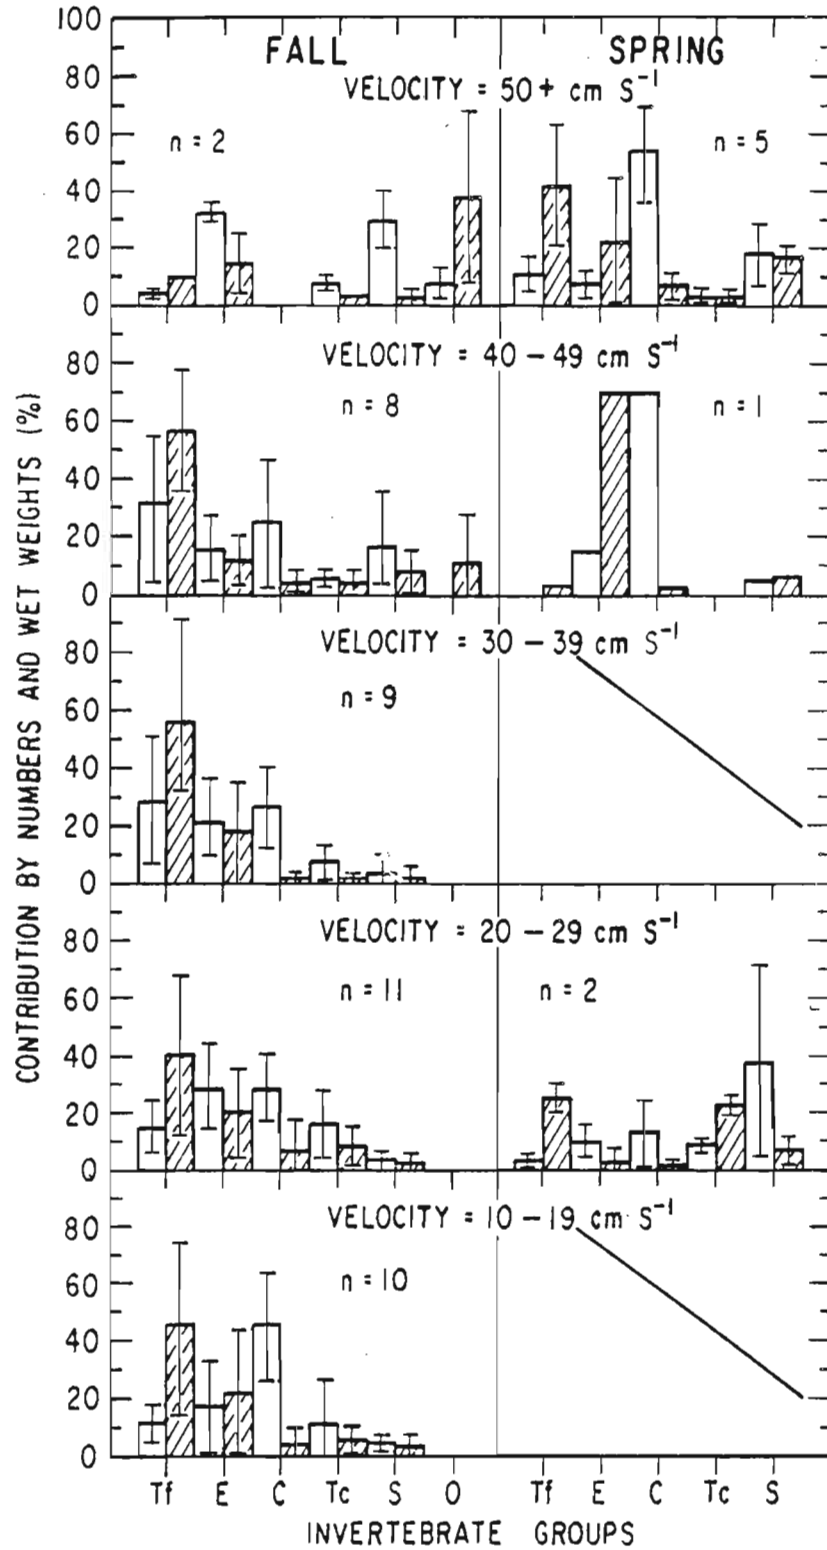 CONTRIBUTION BY NUMBERS AND WET WEIGHTS (%)
FALL SPRING
VELOCITY = 50+ cm S⁻¹
n = 2 n = 5
100
80
60
40
20
0
VELOCITY = 40 – 49 cm S⁻¹
n = 8 n = 1
80
60
40
20
0
VELOCITY = 30 – 39 cm S⁻¹
n = 9
80
60
40
20
0
VELOCITY = 20 – 29 cm S⁻¹
n = 11 n = 2
80
60
40
20
0
VELOCITY = 10 – 19 cm S⁻¹
n = 10
80
60
40
20
0
Tf E C Tc S O Tf E C Tc S
INVERTEBRATE GROUPS